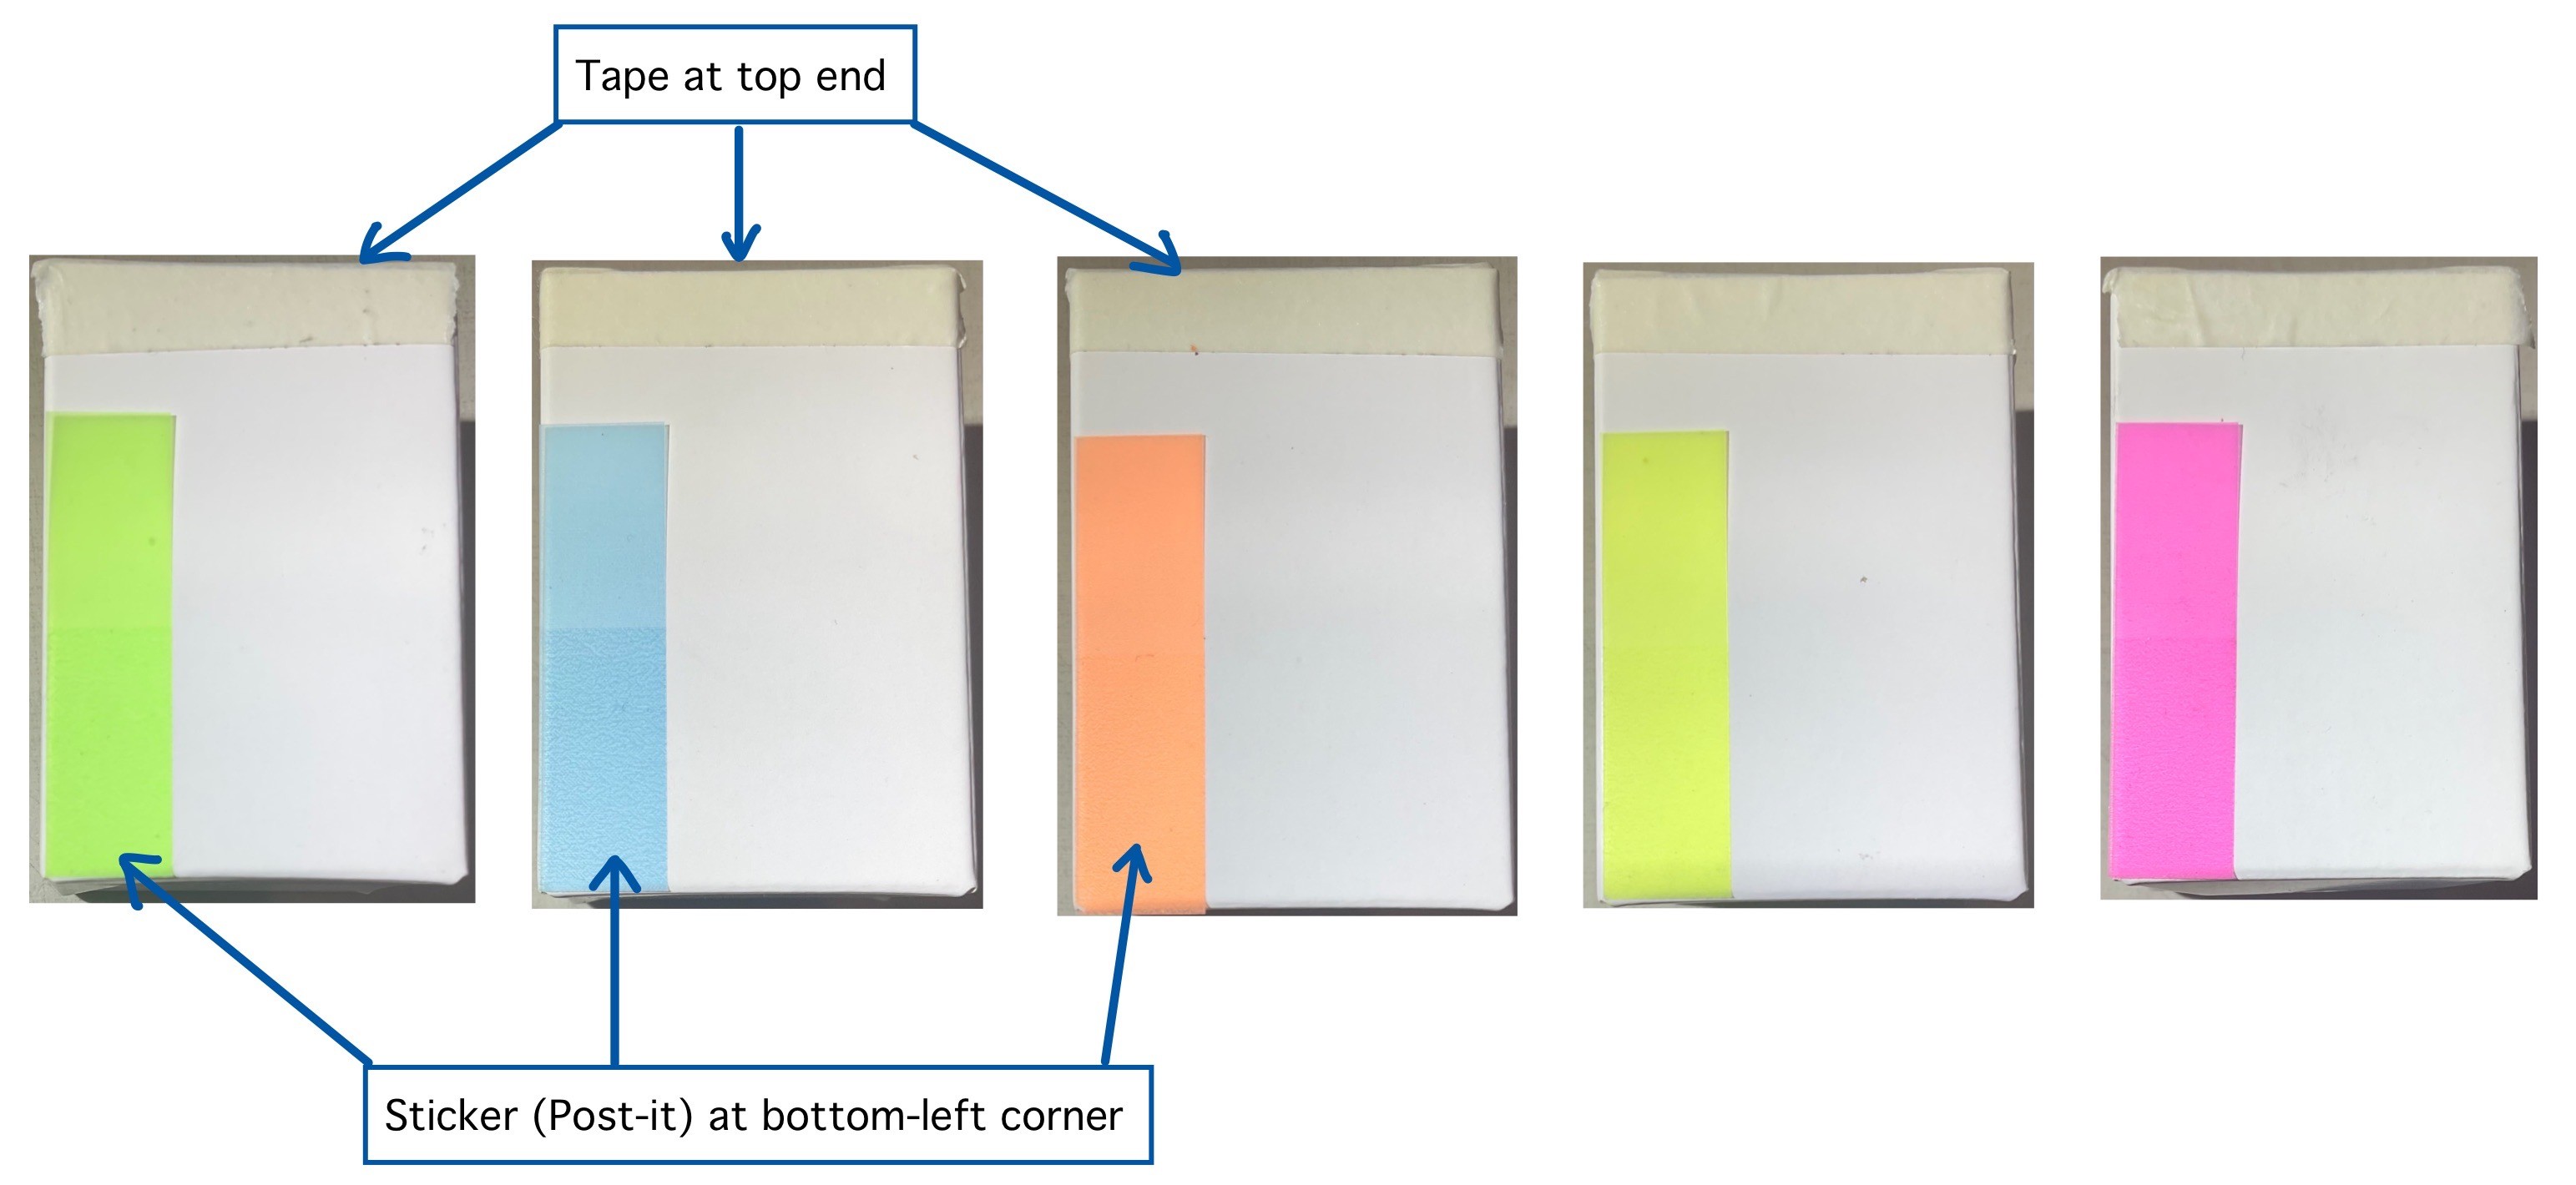 Tape at top end
Sticker (Post-it) at bottom-left corner